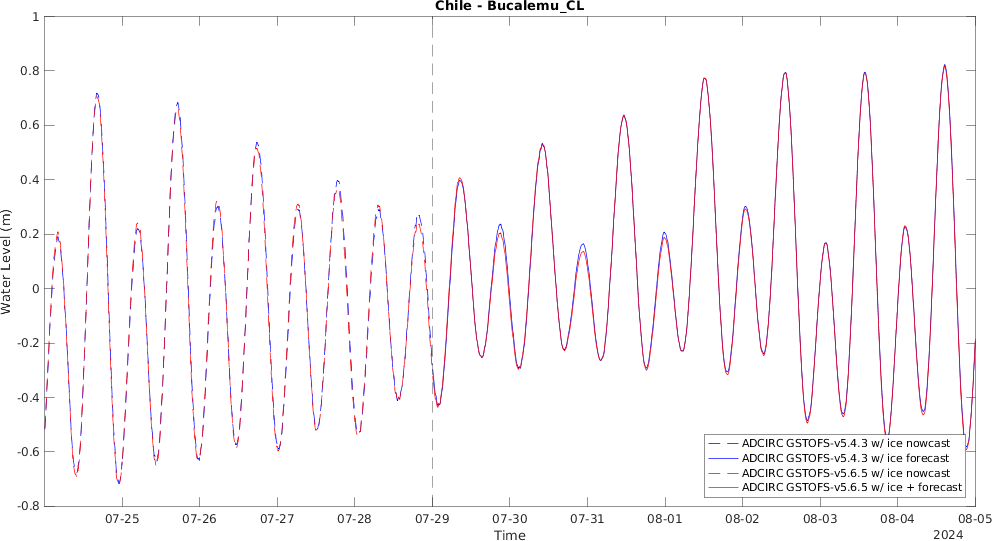 Chile - Bucalemu_CL
1
0.8
0.6
0.4
0.2
0
-0.2
-0.4
-0.6
-0.8
Water Level (m)
07-25 07-26 07-27 07-28 07-29 07-30 07-31 08-01 08-02 08-03 08-04 08-05
Time
2024
ADCIRC GSTOFS-v5.4.3 w/ ice nowcast
ADCIRC GSTOFS-v5.4.3 w/ ice forecast
ADCIRC GSTOFS-v5.6.5 w/ ice nowcast
ADCIRC GSTOFS-v5.6.5 w/ ice + forecast